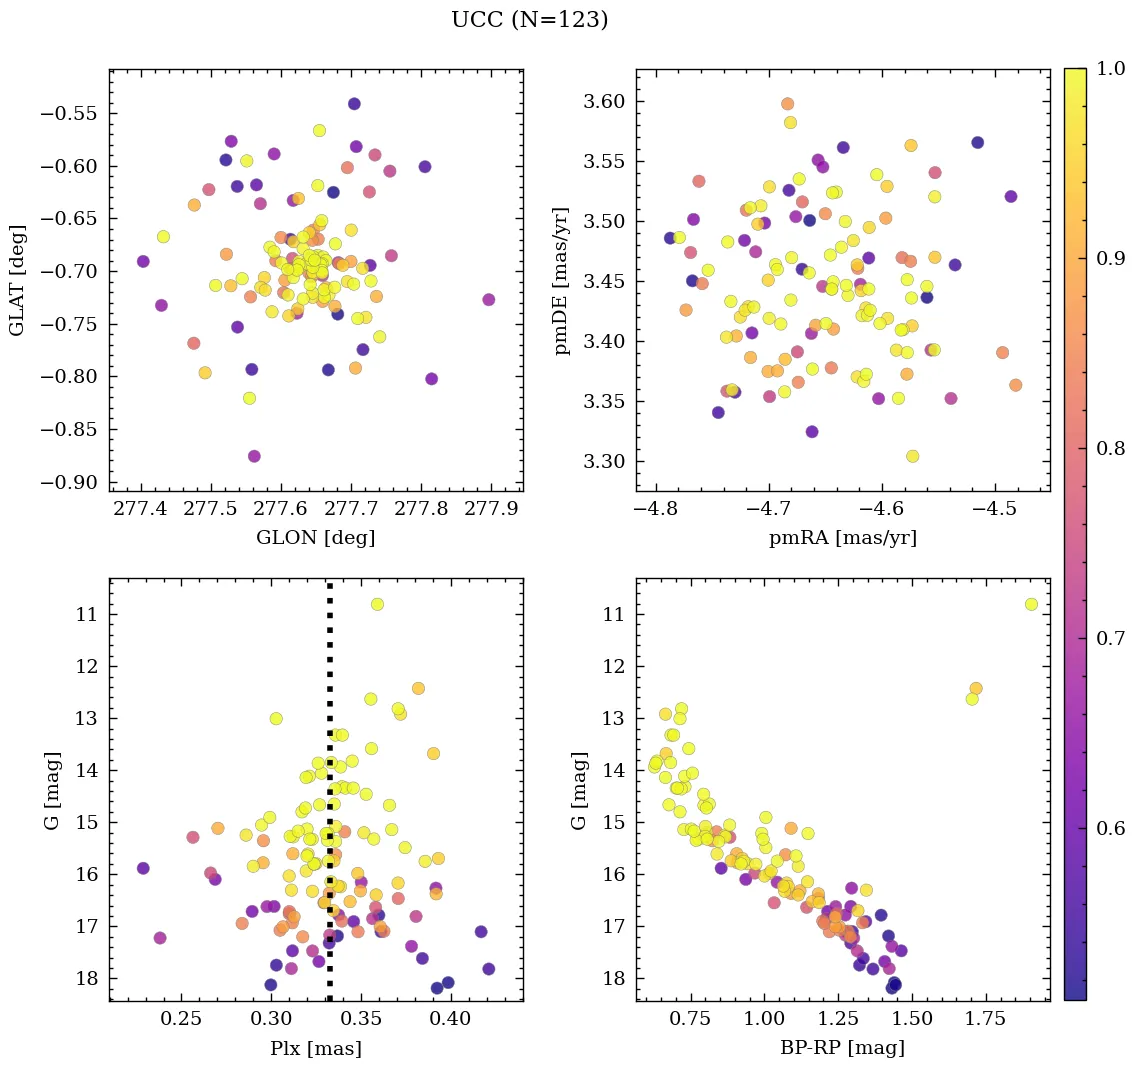 UCC (N=123)
−0.55
−0.60
−0.65
−0.70
−0.75
−0.80
−0.85
−0.90
GLAT [deg]
277.4 277.5 277.6 277.7 277.8 277.9
GLON [deg]
3.60
3.55
3.50
3.45
3.40
3.35
3.30
pmDE [mas/yr]
−4.8 −4.7 −4.6 −4.5
pmRA [mas/yr]
1.0
0.9
0.8
0.7
0.6
11
12
13
14
15
16
17
18
G [mag]
0.25 0.30 0.35 0.40
Plx [mas]
11
12
13
14
15
16
17
18
G [mag]
0.75 1.00 1.25 1.50 1.75
BP-RP [mag]